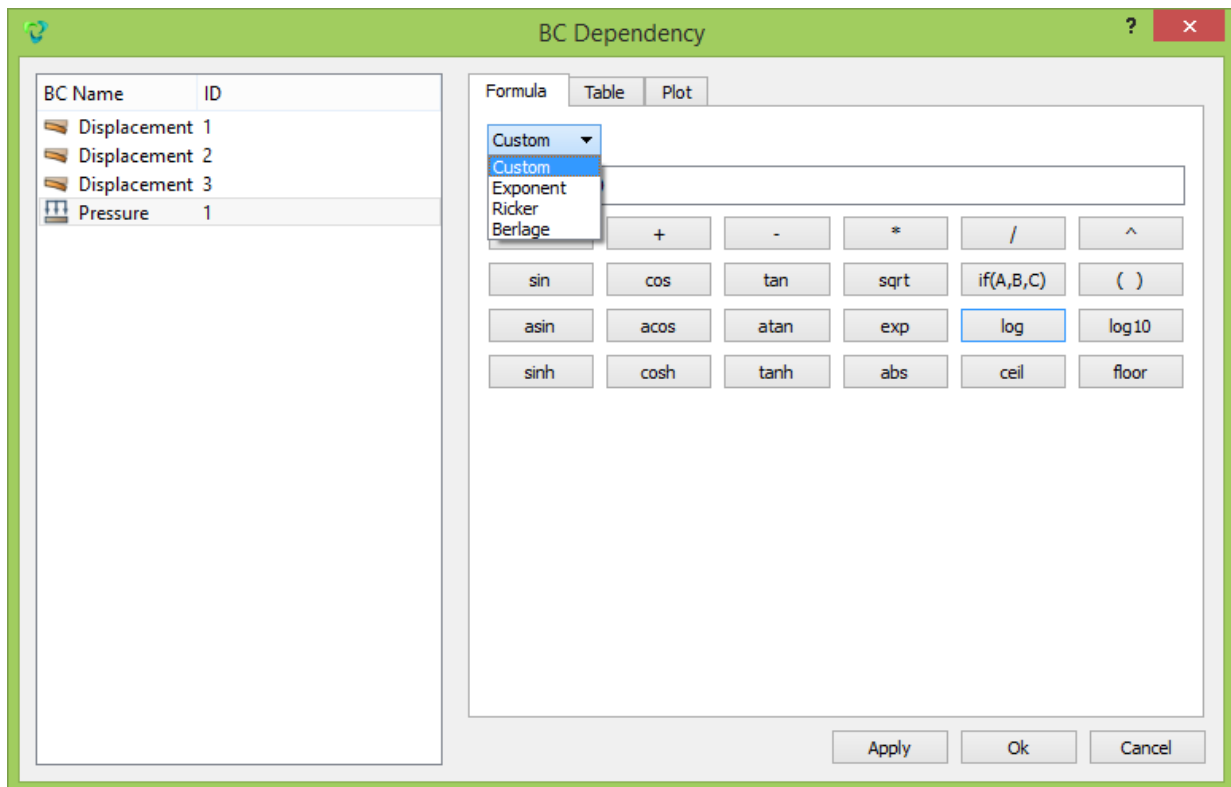 BC Dependency
?
BC Name ID
Displacement 1
Displacement 2
Displacement 3
Pressure 1
Formula Table Plot
Custom
Custom
Exponent
Ricker
Berlage
+ - * / ^
sin cos tan sqrt if(A,B,C) ( )
asin acos atan exp log log10
sinh cosh tanh abs ceil floor
Apply Ok Cancel